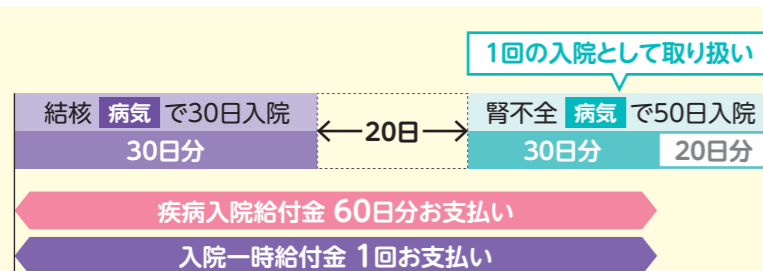 1回の入院として取り扱い
結核 病気 で30日入院
20日
腎不全 病気 で50日入院
30日分
30日分
20日分
疾病入院給付金 60日分お支払い
入院一時給付金 1回お支払い